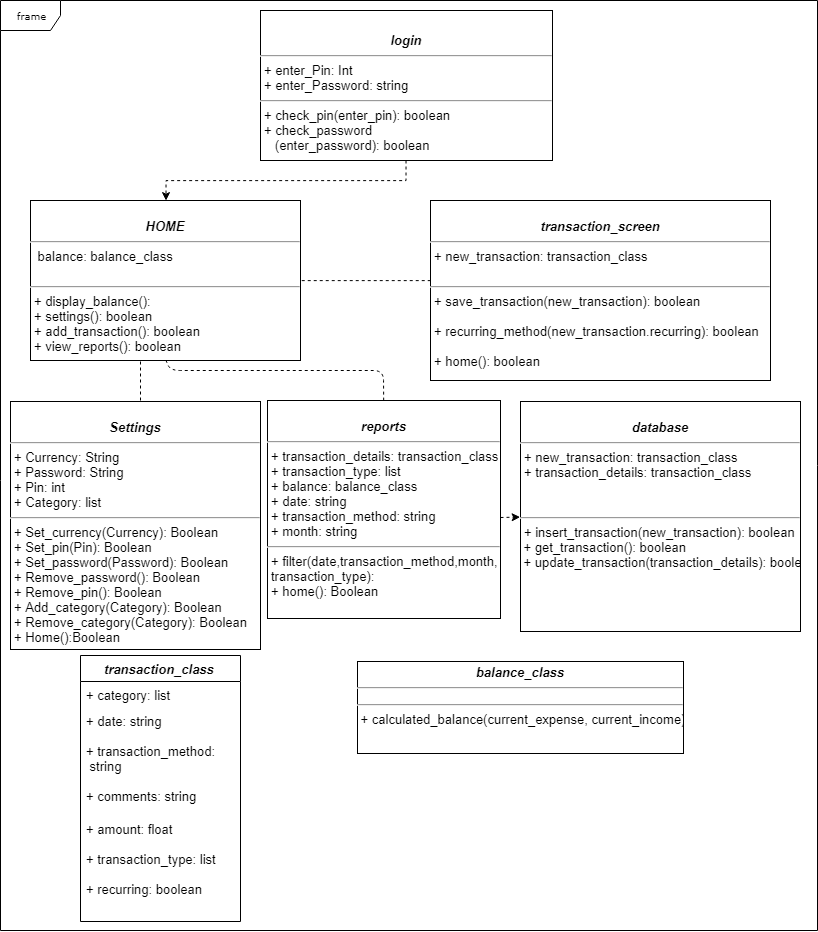 frame
login
+ enter_Pin: Int
+ enter_Password: string
+ check_pin(enter_pin): boolean
+ check_password
(enter_password): boolean
HOME
balance: balance_class
+ display_balance():
+ settings(): boolean
+ add_transaction(): boolean
+ view_reports(): boolean
transaction_screen
+ new_transaction: transaction_class
+ save_transaction(new_transaction): boolean
+ recurring_method(new_transaction.recurring): boolean
+ home(): boolean
Settings
+ Currency: String
+ Password: String
+ Pin: int
+ Category: list
+ Set_currency(Currency): Boolean
+ Set_pin(Pin): Boolean
+ Set_password(Password): Boolean
+ Remove_password(): Boolean
+ Remove_pin(): Boolean
+ Add_category(Category): Boolean
+ Remove_category(Category): Boolean
+ Home():Boolean
reports
+ transaction_details: transaction_class
+ transaction_type: list
+ balance: balance_class
+ date: string
+ transaction_method: string
+ month: string
+ filter(date,transaction_method,month,
transaction_type):
+ home(): Boolean
database
+ new_transaction: transaction_class
+ transaction_details: transaction_class
+ insert_transaction(new_transaction): boolean
+ get_transaction(): boolean
+ update_transaction(transaction_details): boole
transaction_class
+ category: list
+ date: string
+ transaction_method:
string
+ comments: string
+ amount: float
+ transaction_type: list
+ recurring: boolean
balance_class
+ calculated_balance(current_expense, current_income)